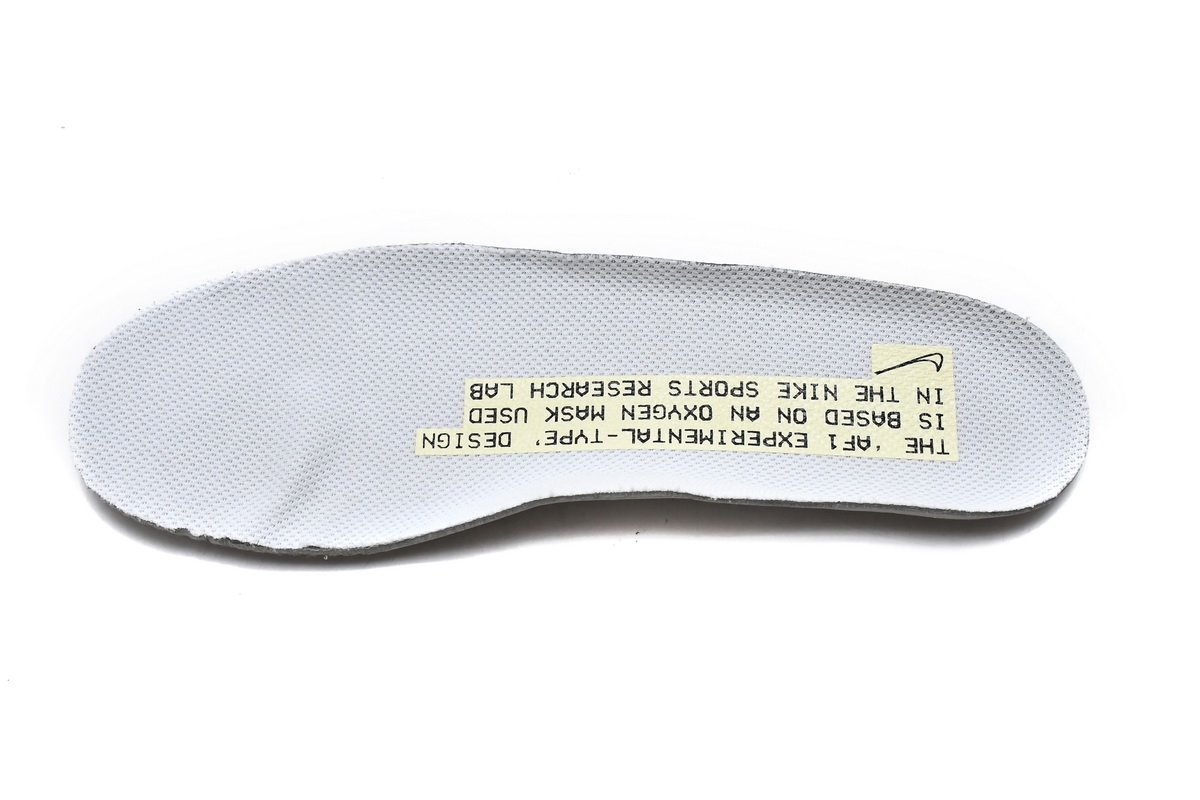 THE 'AF1 EXPERIMENTAL-TYPE' DESIGN
IS BASED ON AN OXYGEN MASK USED
IN THE NIKE SPORTS RESEARCH LAB